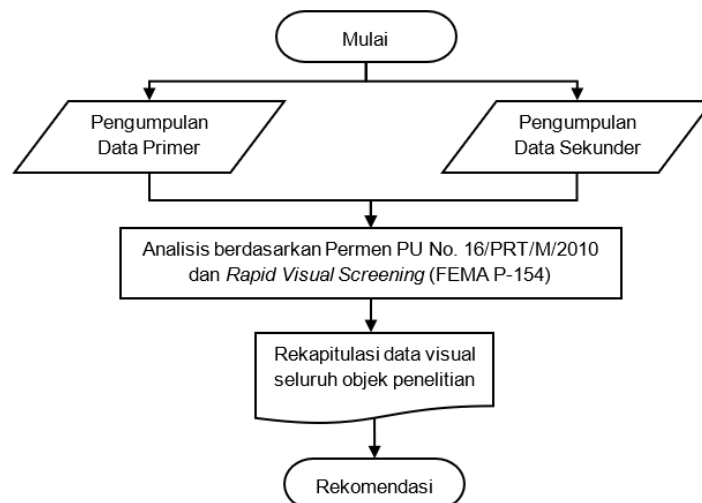 Mulai
Pengumpulan
Data Primer
Pengumpulan
Data Sekunder
Analisis berdasarkan Permen PU No. 16/PRT/M/2010
dan Rapid Visual Screening (FEMA P-154)
Rekapitulasi data visual
seluruh objek penelitian
Rekomendasi